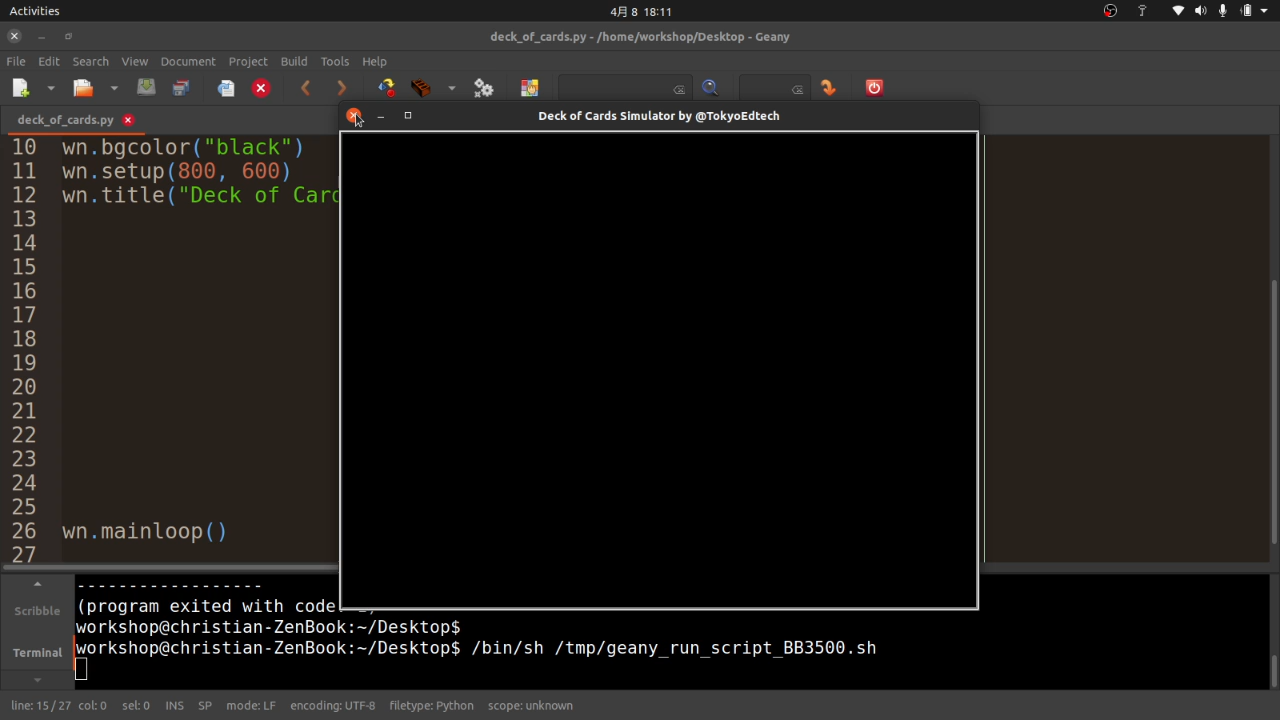 Activities
4月 8 18:11
deck_of_cards.py - /home/workshop/Desktop - Geany
File Edit Search View Document Project Build Tools Help
deck_of_cards.py
Deck of Cards Simulator by @TokyoEdtech
10 wn.bgcolor("black")
11 wn.setup(800, 600)
12 wn.title("Deck of Card
13
14
15
16
17
18
19
20
21
22
23
24
25
26 wn.mainloop()
27
------------------
Scribble
(program exited with code:
workshop@christian-ZenBook:~/Desktop$
Terminal
workshop@christian-ZenBook:~/Desktop$ /bin/sh /tmp/geany_run_script_BB3500.sh
line: 15 / 27 col: 0 sel: 0 INS SP mode: LF encoding: UTF-8 filetype: Python scope: unknown